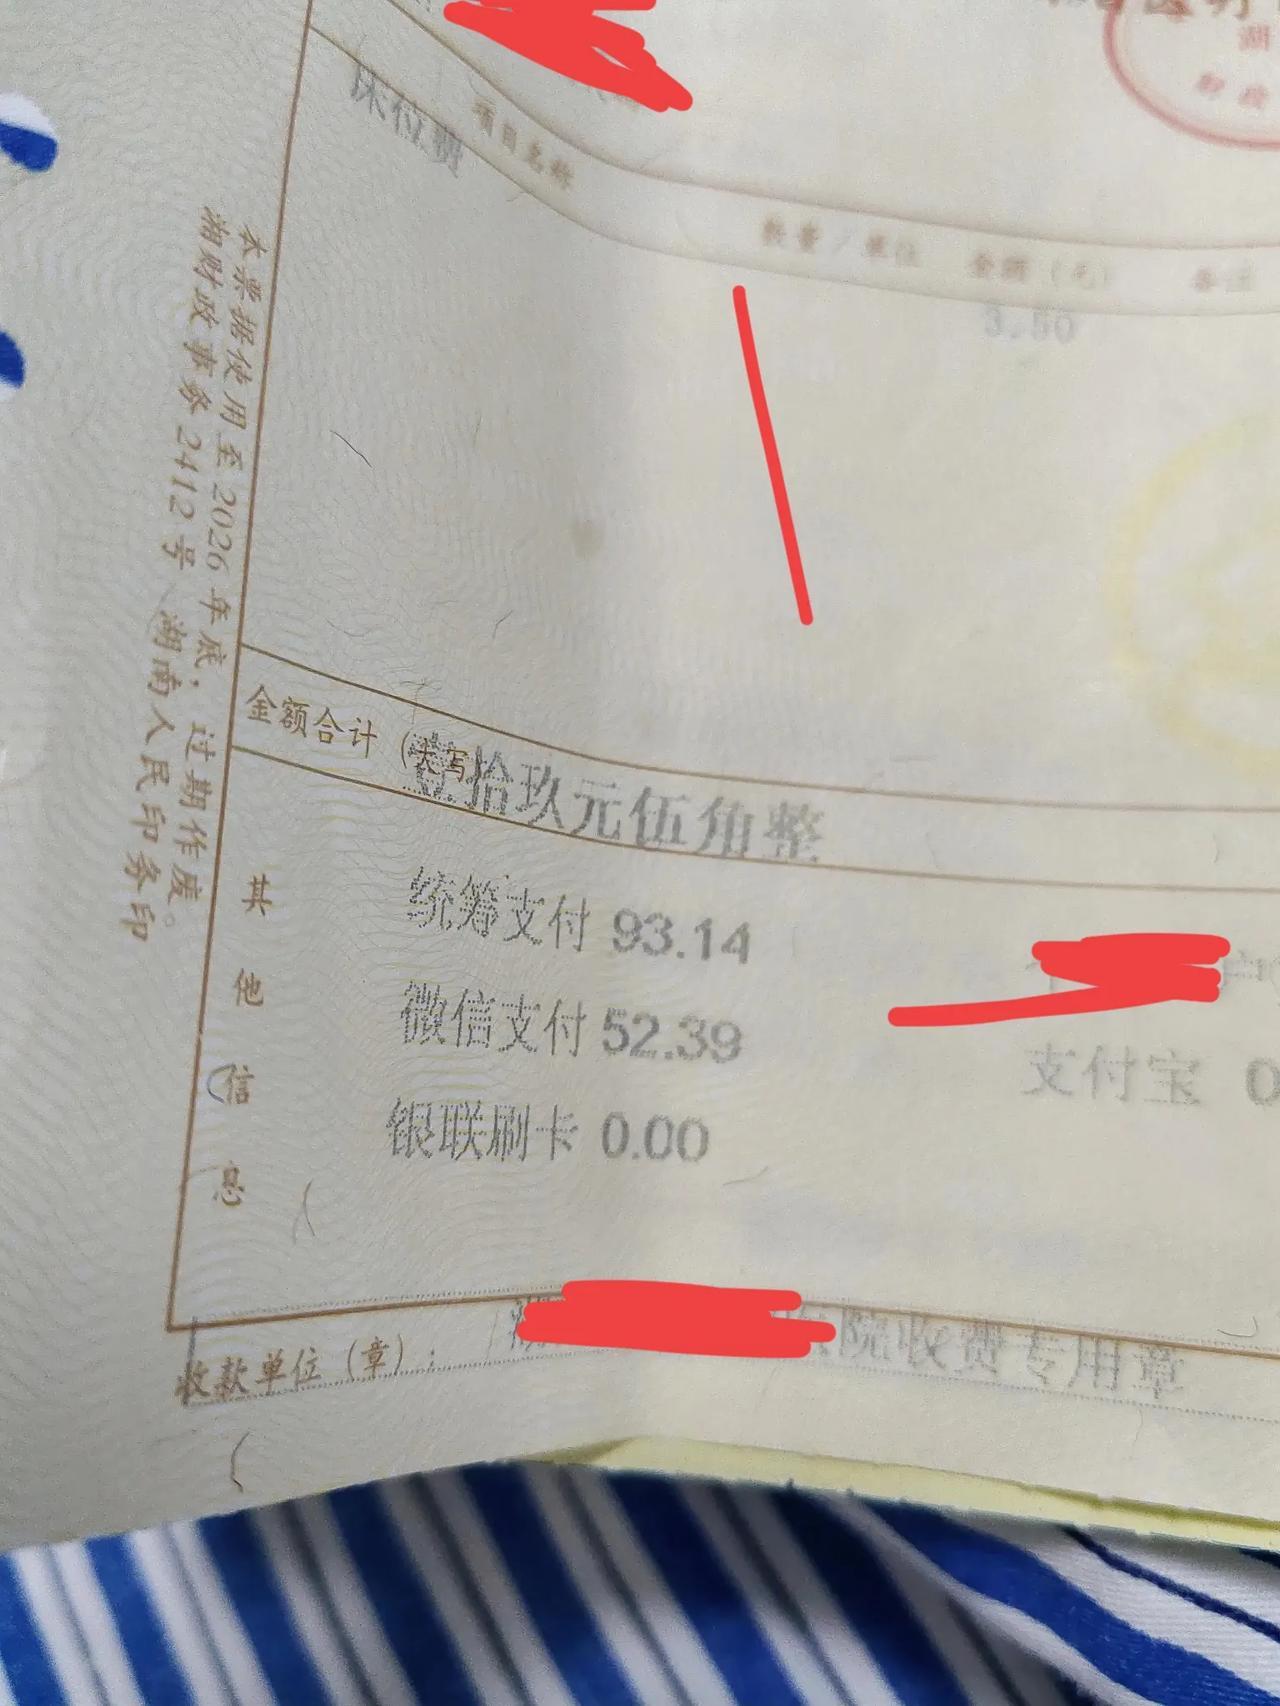 床位费
项目名称
数量／单位 金额（元） 备注
3.50
本票据使用至2026年底，过期作废。
湘财政事务2412号 湖南人民印务印
金额合计（大写）
壹拾玖元伍角整
其他信息
统筹支付 93.14
微信支付 52.39
支付宝 0
银联刷卡 0.00
收款单位（章）：
院收费专用章